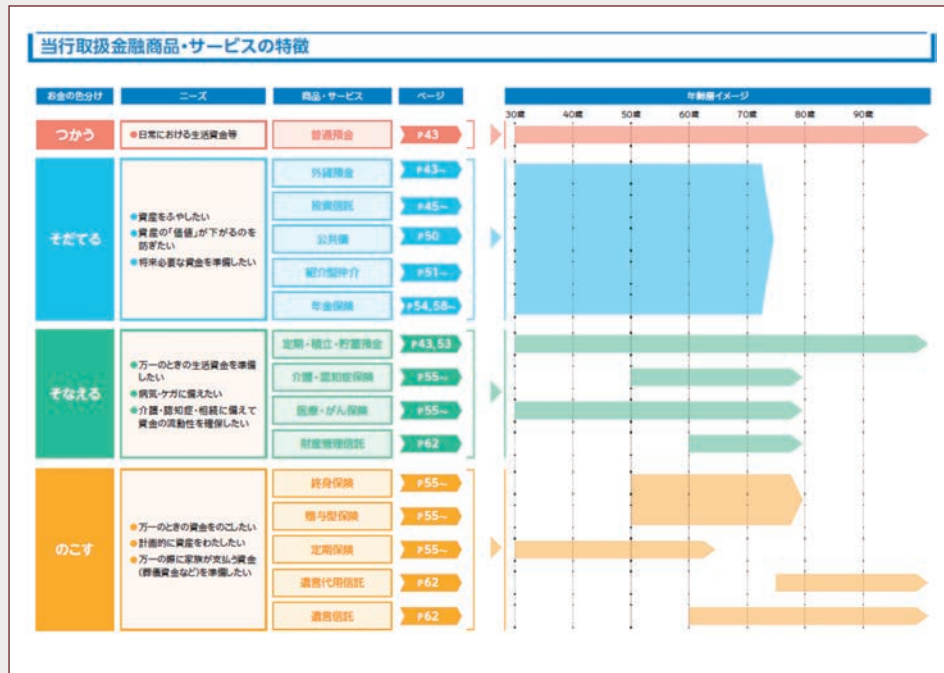 当行取扱金融商品・サービスの特徴
お金の色分け ニーズ 商品・サービス ページ 年齢層イメージ
30歳 40歳 50歳 60歳 70歳 80歳 90歳
つかう
●日常における生活資金等
普通預金 P43
そだてる
●資産をふやしたい
●資産の「価値」が下がるのを
防ぎたい
●将来必要な資金を準備したい
外貨預金 P43~
投資信託 P45~
公共債 P50
紹介型仲介 P51~
年金保険 P54,58~
そなえる
●万一のときの生活資金を準備
したい
●病気・ケガに備えたい
●介護・認知症・相続に備えて
資金の流動性を確保したい
定期・積立・貯蓄預金 P43,53
介護・認知症保険 P55~
医療・がん保険 P55~
財産管理信託 P62
のこす
●万一のときの資金をのこしたい
●計画的に資産をわたしたい
●万一の際に家族が支払う資金
(葬儀資金など)を準備したい
終身保険 P55~
贈与型保険 P55~
定期保険 P55~
遺言代用信託 P62
遺言信託 P62